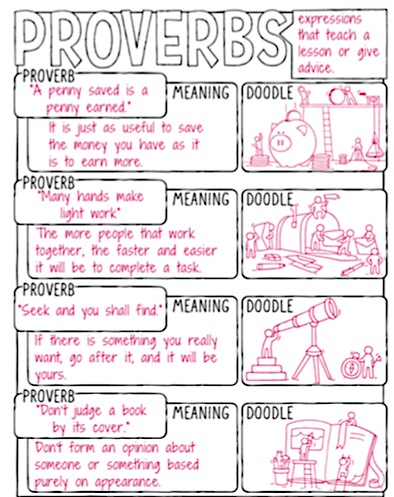 PROVERBS
expressions
that teach a
lesson or give
advice.
PROVERB
"A penny saved is a
penny earned."
MEANING
It is just as useful to save
the money you have as it
is to earn more.
DOODLE
PROVERB
"Many hands make
light work"
MEANING
The more people that work
together, the faster and easier
it will be to complete a task.
DOODLE
PROVERB
"Seek and you shall find."
MEANING
If there is something you really
want, go after it, and it will be
yours.
DOODLE
PROVERB
"Don't judge a book
by its cover."
MEANING
Don't form an opinion about
someone or something based
purely on appearance.
DOODLE